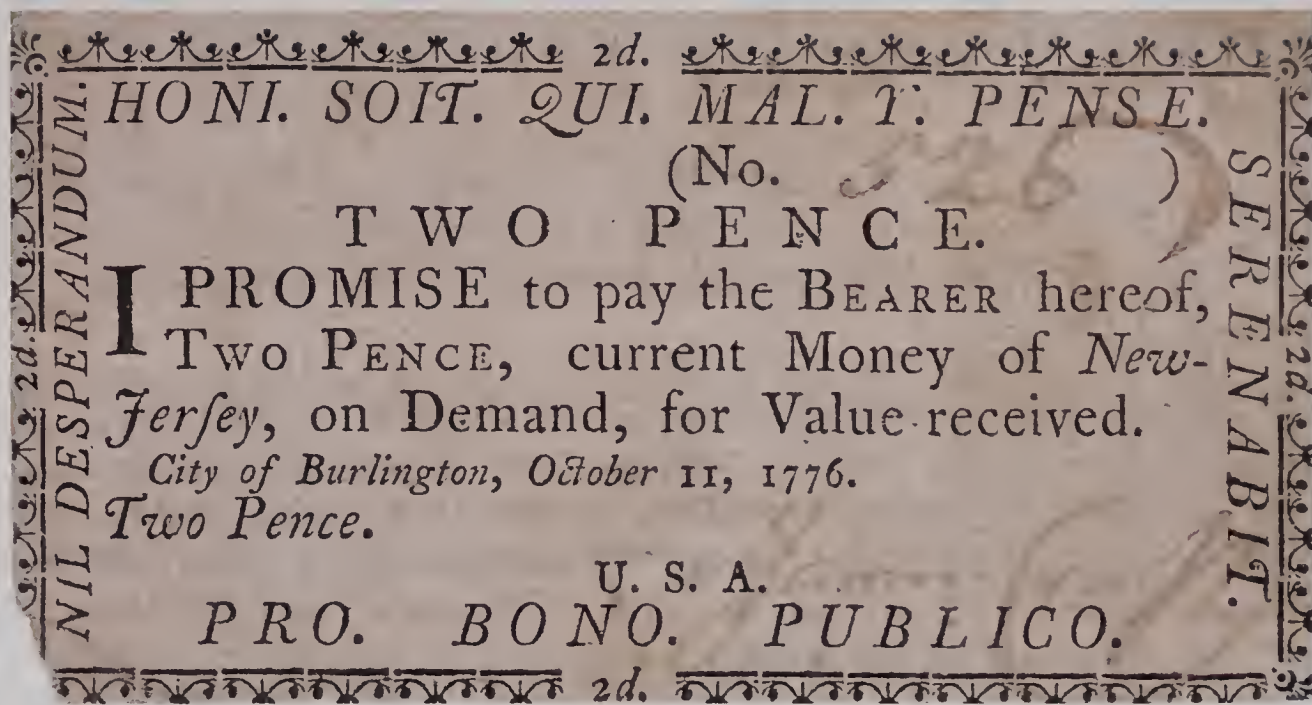 2d.
HONI. SOIT. QUI. MAL. Y. PENSE.
(No. )
TWO PENCE.
I PROMISE to pay the BEARER hereof,
TWO PENCE, current Money of New-
Jerſey, on Demand, for Value received.
City of Burlington, October 11, 1776.
Two Pence.
U. S. A.
PRO. BONO. PUBLICO.
2d.
NIL DESPERANDUM.
2d.
SERENABIT.
2d.